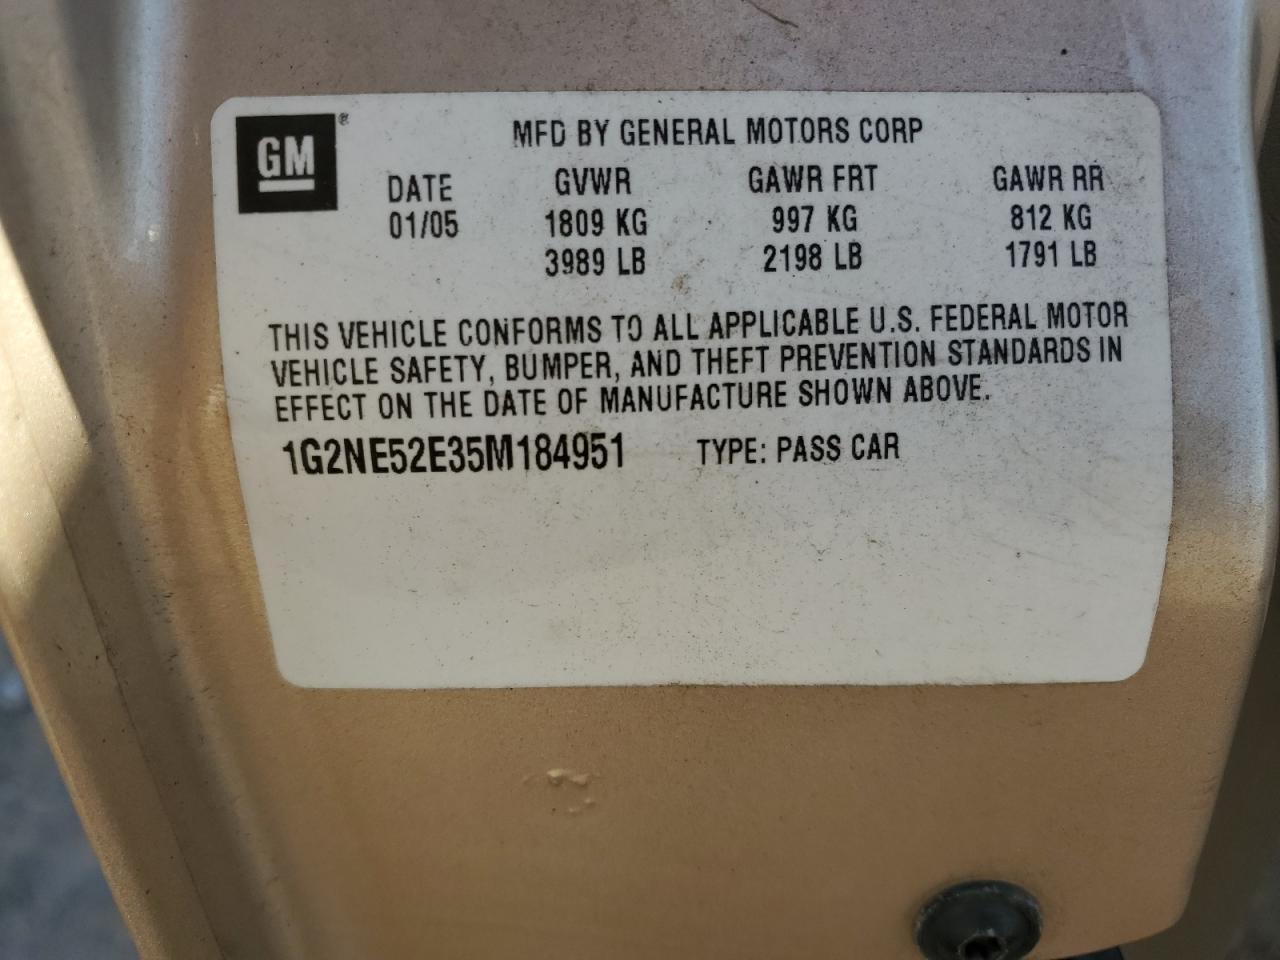 GM ®
MFD BY GENERAL MOTORS CORP
DATE GVWR GAWR FRT GAWR RR
01/05 1809 KG 997 KG 812 KG
3989 LB 2198 LB 1791 LB
THIS VEHICLE CONFORMS TO ALL APPLICABLE U.S. FEDERAL MOTOR
VEHICLE SAFETY, BUMPER, AND THEFT PREVENTION STANDARDS IN
EFFECT ON THE DATE OF MANUFACTURE SHOWN ABOVE.
1G2NE52E35M184951 TYPE: PASS CAR